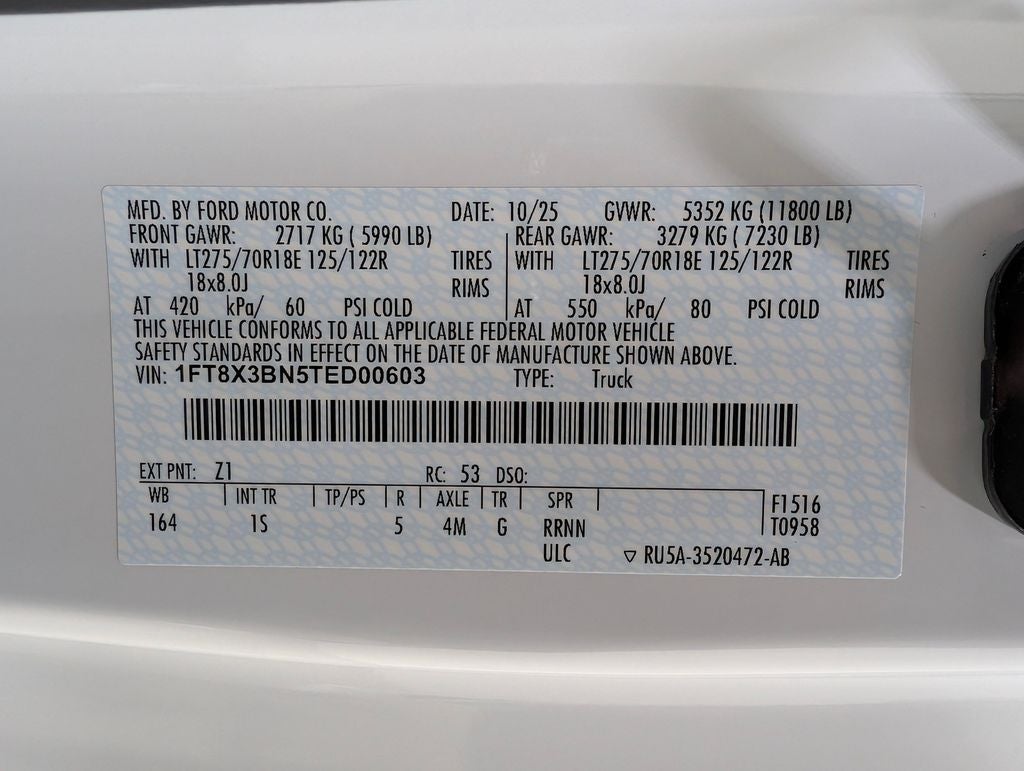 MFD. BY FORD MOTOR CO. DATE: 10/25 GVWR: 5352 KG (11800 LB)
FRONT GAWR: 2717 KG ( 5990 LB) REAR GAWR: 3279 KG ( 7230 LB)
WITH LT275/70R18E 125/122R TIRES WITH LT275/70R18E 125/122R TIRES
18x8.0J RIMS 18x8.0J RIMS
AT 420 kPa/ 60 PSI COLD AT 550 kPa/ 80 PSI COLD
THIS VEHICLE CONFORMS TO ALL APPLICABLE FEDERAL MOTOR VEHICLE
SAFETY STANDARDS IN EFFECT ON THE DATE OF MANUFACTURE SHOWN ABOVE.
VIN: 1FT8X3BN5TED00603 TYPE: Truck
EXT PNT: Z1 RC: 53 DSO:
WB INT TR TP/PS R AXLE TR SPR F1516
164 1S 5 4M G RRNN T0958
ULC ▽ RU5A-3520472-AB